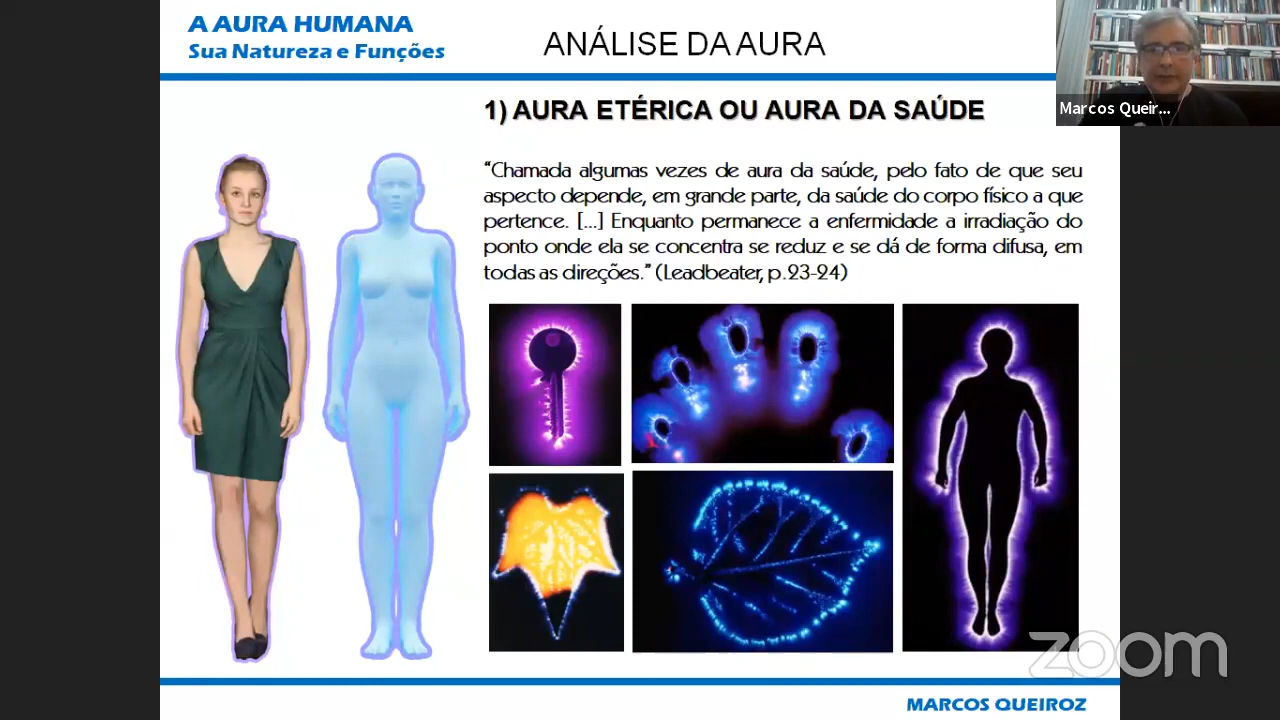 A AURA HUMANA
Sua Natureza e Funções
ANÁLISE DA AURA
Marcos Queir...
1) AURA ETÉRICA OU AURA DA SAÚDE
“Chamada algumas vezes de aura da saúde, pelo fato de que seu
aspecto depende, em grande parte, da saúde do corpo físico a que
pertence. [...] Enquanto permanece a enfermidade a irradiação do
ponto onde ela se concentra se reduz e se dá de forma difusa, em
todas as direções.” (Leadbeater, p.23-24)
zoom
MARCOS QUEIROZ